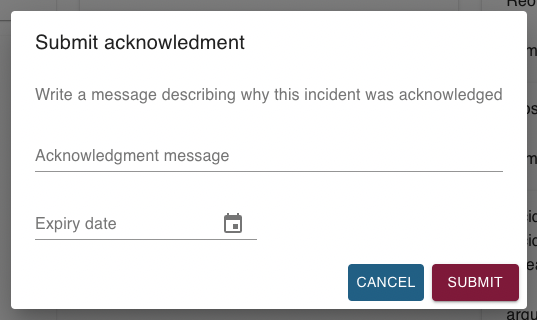 Submit acknowledment
Write a message describing why this incident was acknowledged
Acknowledgment message
Expiry date
CANCEL
SUBMIT